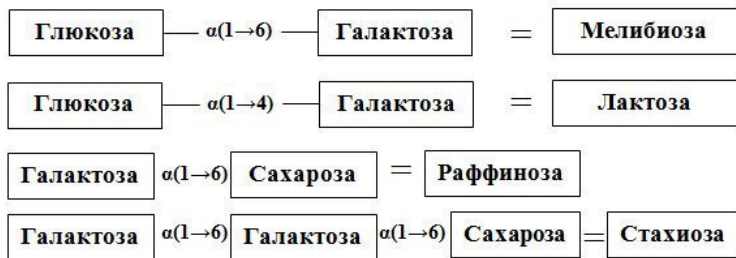 Глюкоза α(1→6) Галактоза = Мелибиоза
Глюкоза α(1→4) Галактоза = Лактоза
Галактоза α(1→6) Сахароза = Раффиноза
Галактоза α(1→6) Галактоза α(1→6) Сахароза = Стахиоза